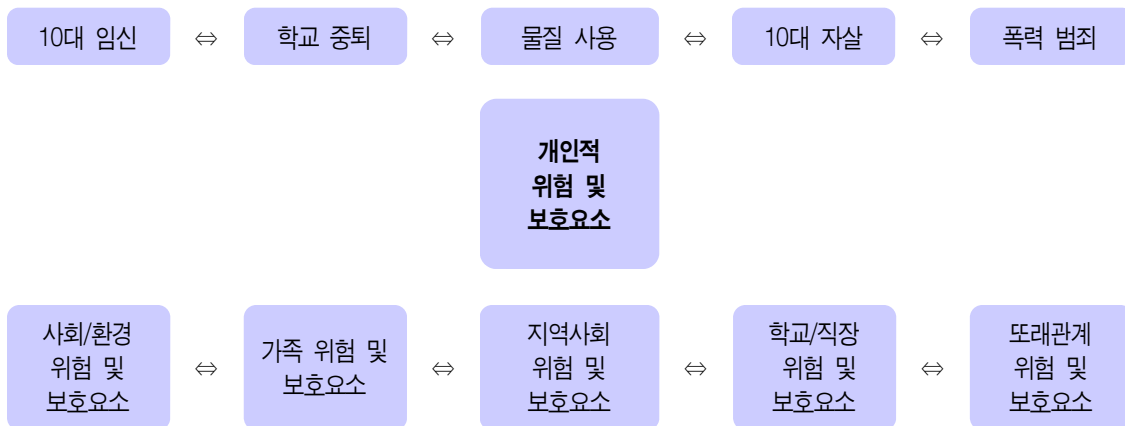 10대 임신 ⇔ 학교 중퇴 ⇔ 물질 사용 ⇔ 10대 자살 ⇔ 폭력 범죄
개인적
위험 및
보호요소
사회/환경
위험 및
보호요소
⇔
가족 위험 및
보호요소
⇔
지역사회
위험 및
보호요소
⇔
학교/직장
위험 및
보호요소
⇔
또래관계
위험 및
보호요소